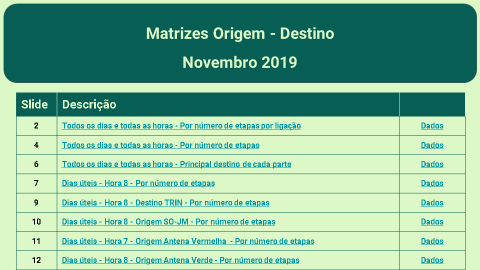 Matrizes Origem - Destino
Novembro 2019
Slide Descrição
2 Todos os dias e todas as horas - Por número de etapas por ligação Dados
4 Todos os dias e todas as horas - Por número de etapas Dados
6 Todos os dias e todas as horas - Principal destino de cada parte Dados
7 Dias úteis - Hora 8 - Por número de etapas Dados
9 Dias úteis - Hora 8 - Destino TRIN - Por número de etapas Dados
10 Dias úteis - Hora 8 - Origem SO-JM - Por número de etapas Dados
11 Dias úteis - Hora 7 - Origem Antena Vermelha - Por número de etapas Dados
12 Dias úteis - Hora 8 - Origem Antena Verde - Por número de etapas Dados